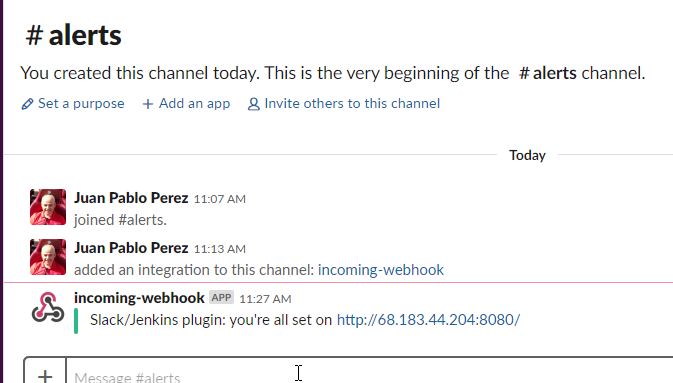 # alerts
You created this channel today. This is the very beginning of the # alerts channel.
Set a purpose + Add an app Invite others to this channel
Today
Juan Pablo Perez 11:07 AM
joined #alerts.
Juan Pablo Perez 11:13 AM
added an integration to this channel: incoming-webhook
incoming-webhook APP 11:27 AM
Slack/Jenkins plugin: you're all set on http://68.183.44.204:8080/
+ Message #alerts